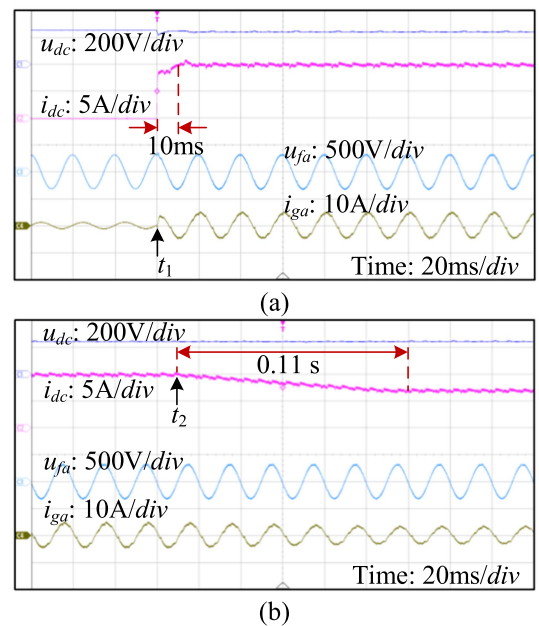 u_dc: 200V/div
i_dc: 5A/div
10ms
u_fa: 500V/div
i_ga: 10A/div
t_1
Time: 20ms/div
(a)
u_dc: 200V/div
0.11 s
i_dc: 5A/div
t_2
u_fa: 500V/div
i_ga: 10A/div
Time: 20ms/div
(b)